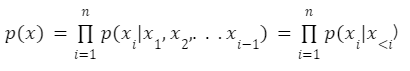 p(x) = ∏_{i=1}^{n} p(x_i|x_1, x_2, . . . x_{i−1}) = ∏_{i=1}^{n} p(x_i|x_{<i})